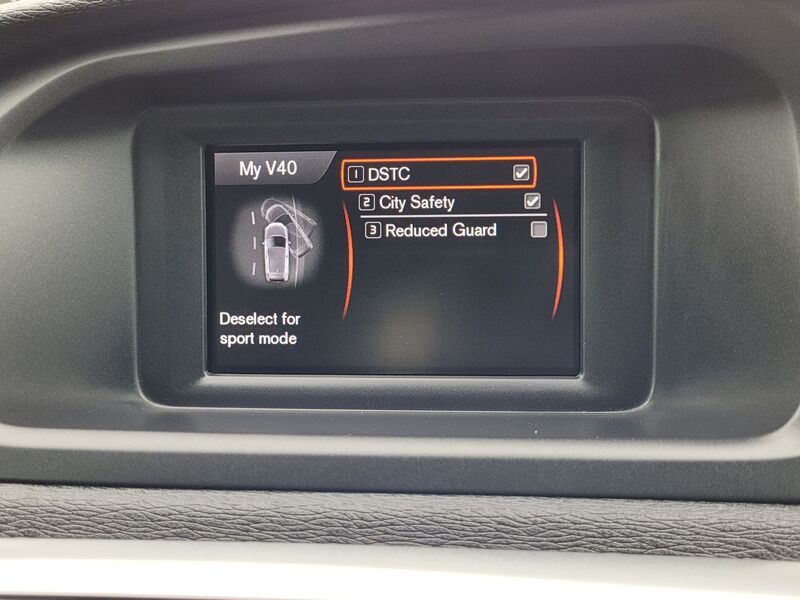 My V40
1 DSTC
2 City Safety
3 Reduced Guard
Deselect for
sport mode